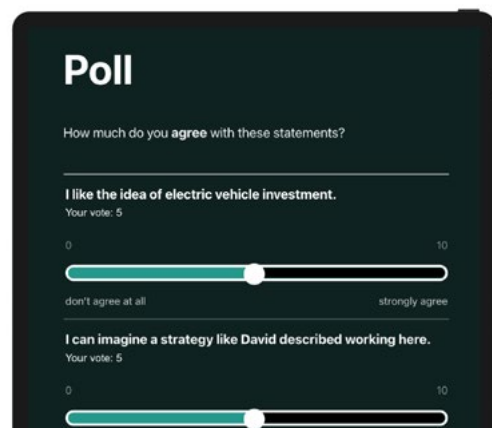 Poll
How much do you agree with these statements?
I like the idea of electric vehicle investment.
Your vote: 5
0 10
don't agree at all strongly agree
I can imagine a strategy like David described working here.
Your vote: 5
0 10